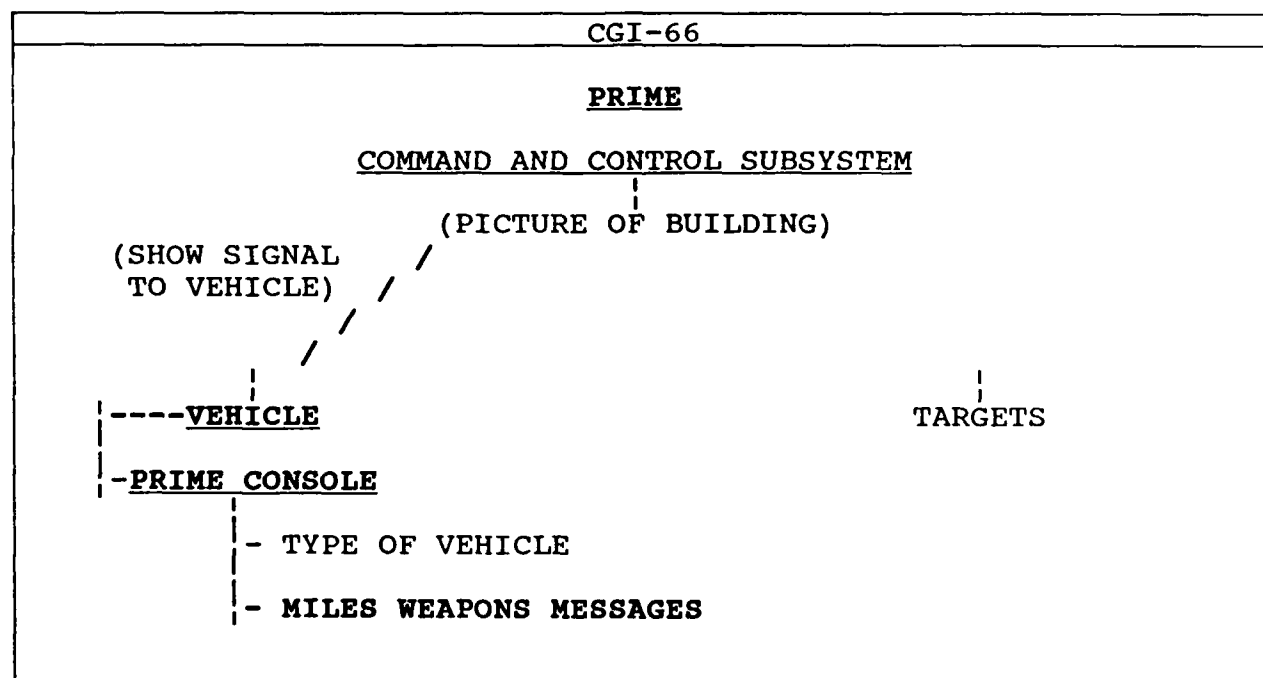 CGI-66
PRIME
COMMAND AND CONTROL SUBSYSTEM
(PICTURE OF BUILDING)
(SHOW SIGNAL
TO VEHICLE)
VEHICLE
TARGETS
PRIME CONSOLE
- TYPE OF VEHICLE
- MILES WEAPONS MESSAGES